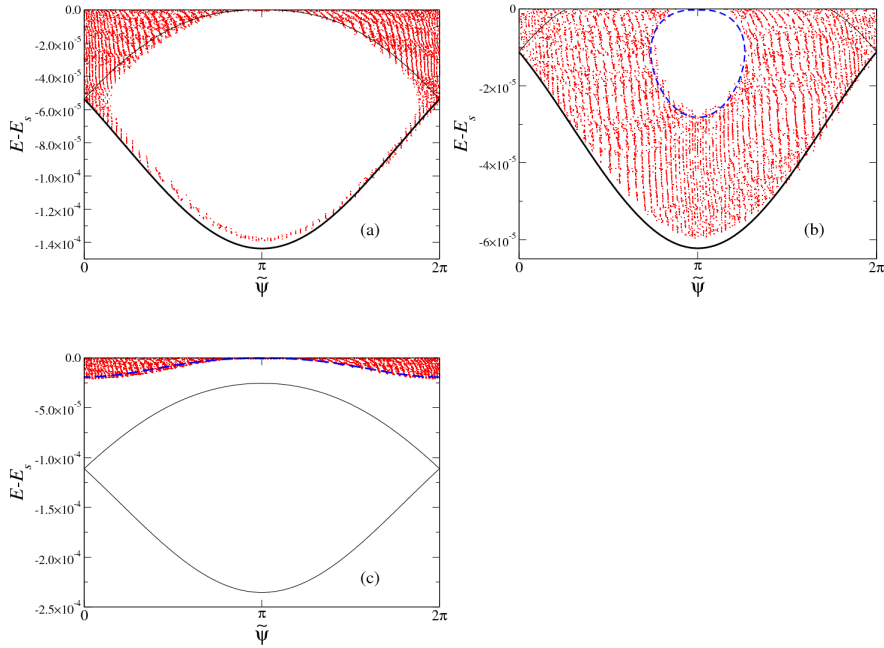 0.0
-2.0×10⁻⁵
-4.0×10⁻⁵
-6.0×10⁻⁵
-8.0×10⁻⁵
-1.0×10⁻⁴
-1.2×10⁻⁴
-1.4×10⁻⁴
E-Eₛ
(a)
0 π 2π
ψ̃
0
-2×10⁻⁵
-4×10⁻⁵
-6×10⁻⁵
E-Eₛ
(b)
0 π 2π
ψ̃
0.0
-5.0×10⁻⁵
-1.0×10⁻⁴
-1.5×10⁻⁴
-2.0×10⁻⁴
-2.5×10⁻⁴
E-Eₛ
(c)
0 π 2π
ψ̃